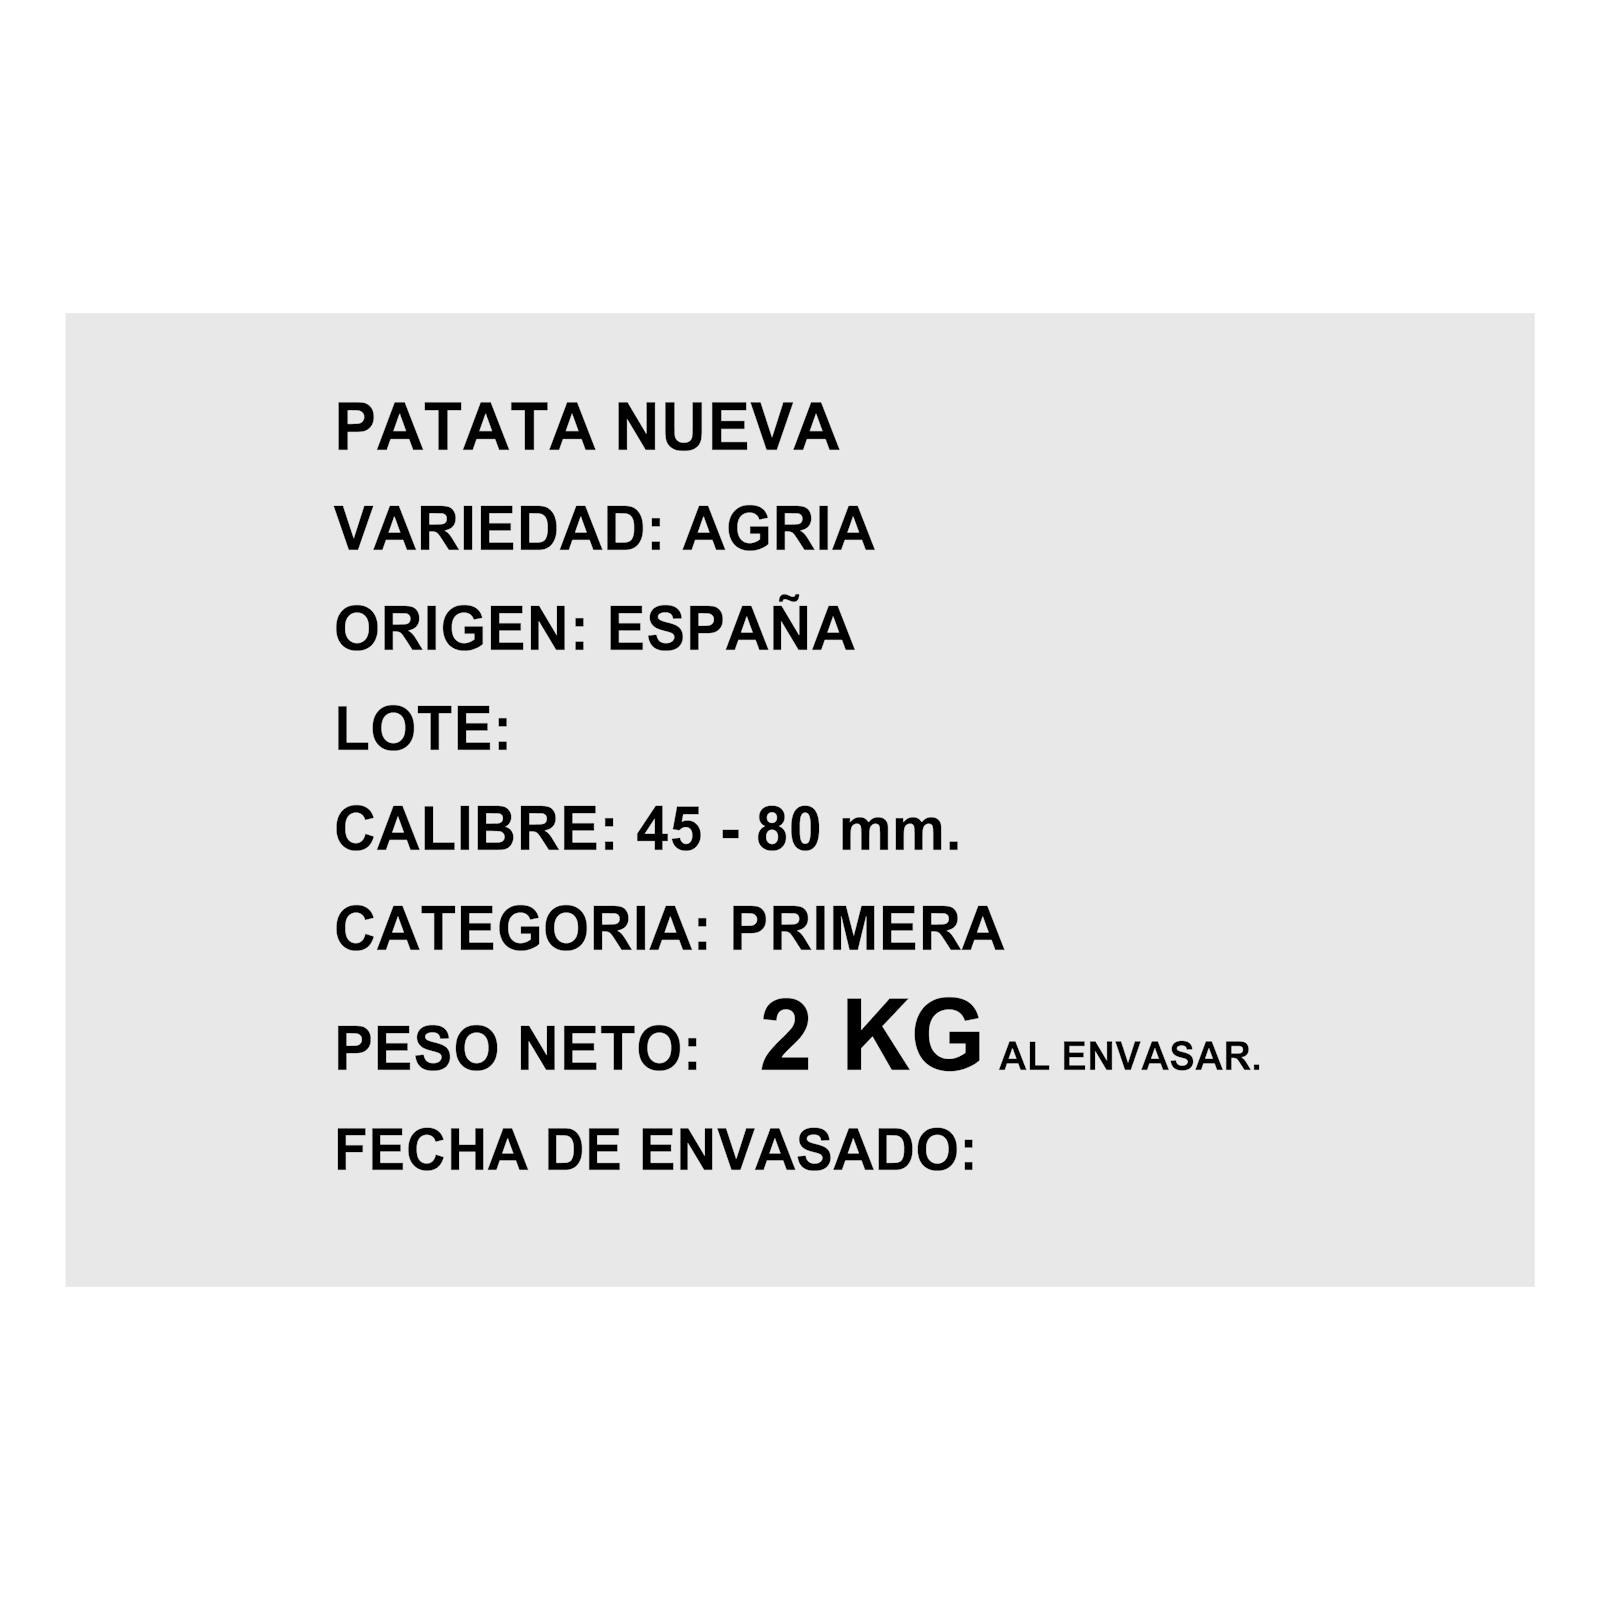 PATATA NUEVA
VARIEDAD: AGRIA
ORIGEN: ESPAÑA
LOTE:
CALIBRE: 45 - 80 mm.
CATEGORIA: PRIMERA
PESO NETO: 2 KG AL ENVASAR.
FECHA DE ENVASADO: